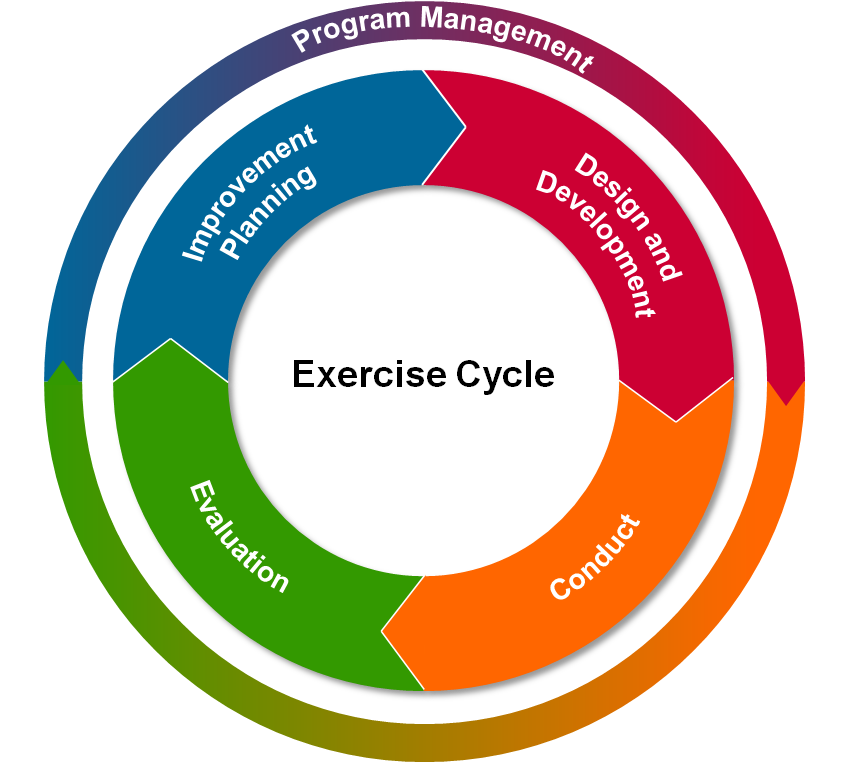 Program Management
Improvement
Planning
Design and
Development
Exercise Cycle
Evaluation
Conduct